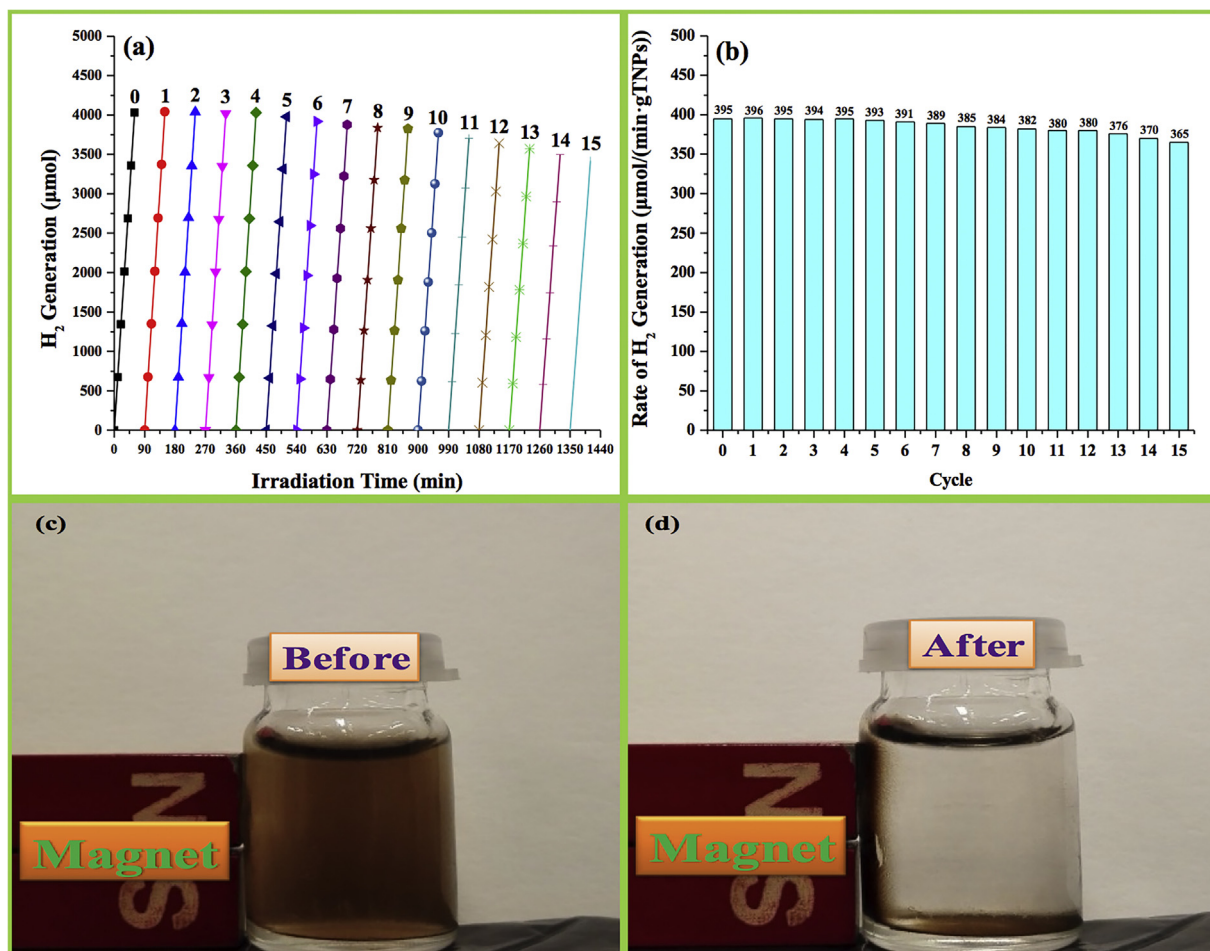 (a)
H₂ Generation (μmol)
5000
4500
4000
3500
3000
2500
2000
1500
1000
500
0
0 1 2 3 4 5 6 7 8 9 10 11 12 13 14 15
0 90 180 270 360 450 540 630 720 810 900 990 1080 1170 1260 1350 1440
Irradiation Time (min)
(b)
Rate of H₂ Generation (μmol/(min·gTNPs))
500
450
400
350
300
250
200
150
100
50
0
395 396 395 394 395 393 391 389 385 384 382 380 380 376 370 365
0 1 2 3 4 5 6 7 8 9 10 11 12 13 14 15
Cycle
(c)
Before
N
Magnet
S
(d)
After
N
Magnet
S